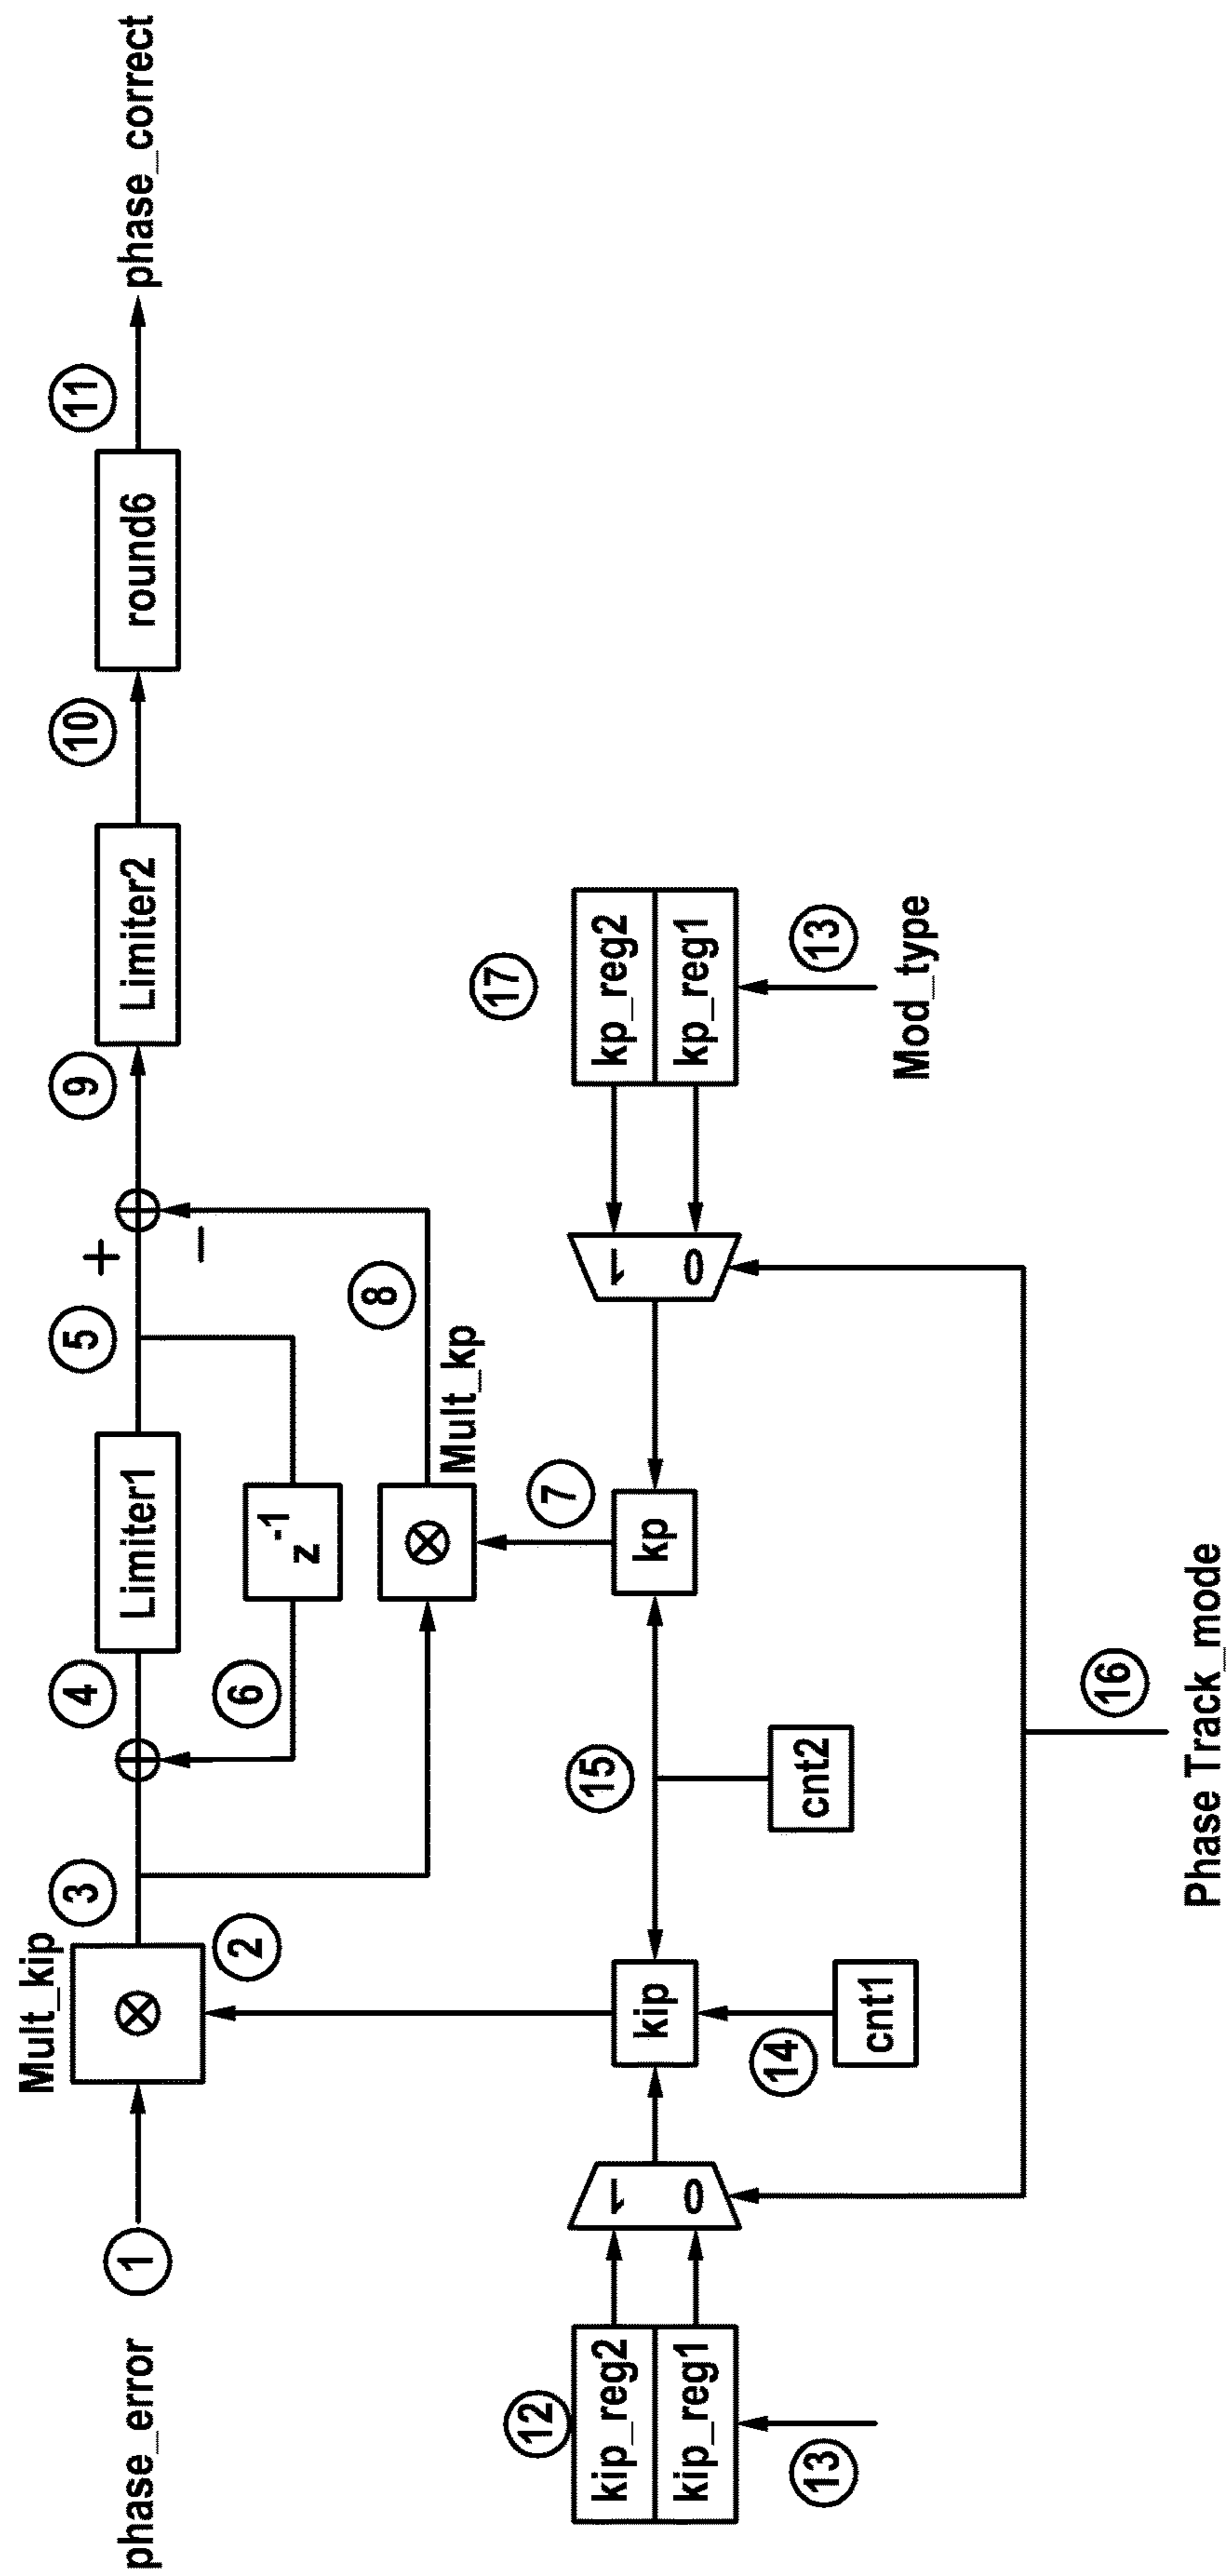 Mult_kip
3
4
5
9
10
11
phase_error
1
⊗
Limiter1
+
Limiter2
round6
phase_correct
2
6
z-1
−
⊗
8
Mult_kp
12
kip_reg2
kip_reg1
1
0
kip
15
7
kp
1
0
17
kp_reg2
kp_reg1
13
14
cnt1
cnt2
13
Mod_type
16
Phase Track_mode